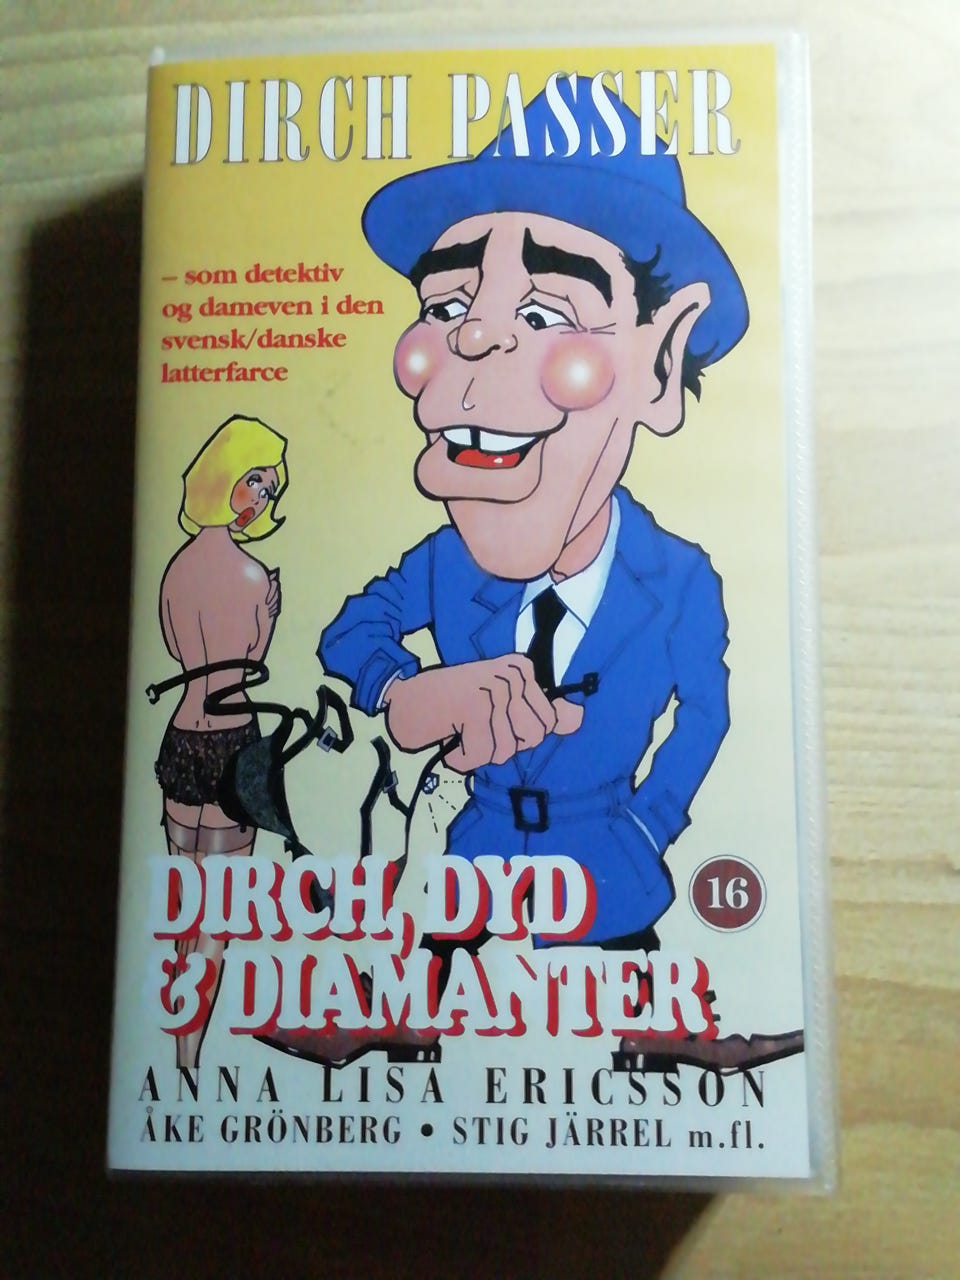 DIRCH PASSER
– som detektiv
og dameven i den
svensk/danske
latterfarce
DIRCH, DYD
& DIAMANTER
16
ANNA LISA ERICSSON
ÅKE GRÖNBERG • STIG JÄRREL m.fl.